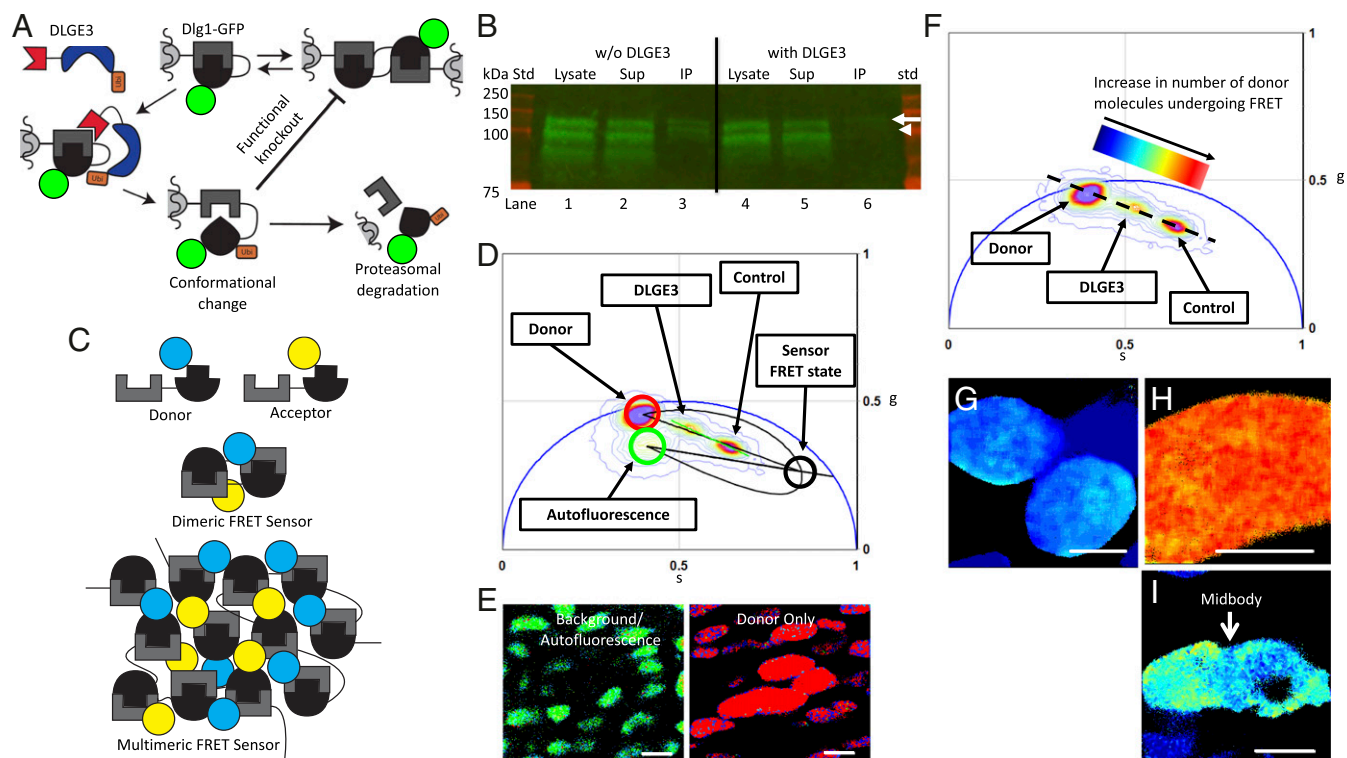 A
DLGE3
Dlg1-GFP
Ubi
Ubi
Functional
knockout
Ubi
Ubi
Conformational
change
Proteasomal
degradation
B
w/o DLGE3
with DLGE3
kDa Std Lysate Sup IP Lysate Sup IP std
250
150
100
75
Lane 1 2 3 4 5 6
C
Donor
Acceptor
Dimeric FRET Sensor
Multimeric FRET Sensor
D
1
DLGE3
Control
Donor
Sensor
FRET state
0.5 g
Autofluorescence
0
0 0.5 1
s
E
Background/
Autofluorescence
Donor Only
F
1
Increase in number of donor
molecules undergoing FRET
0.5 g
Donor
DLGE3
Control
0
0 0.5 1
s
G
H
I
Midbody